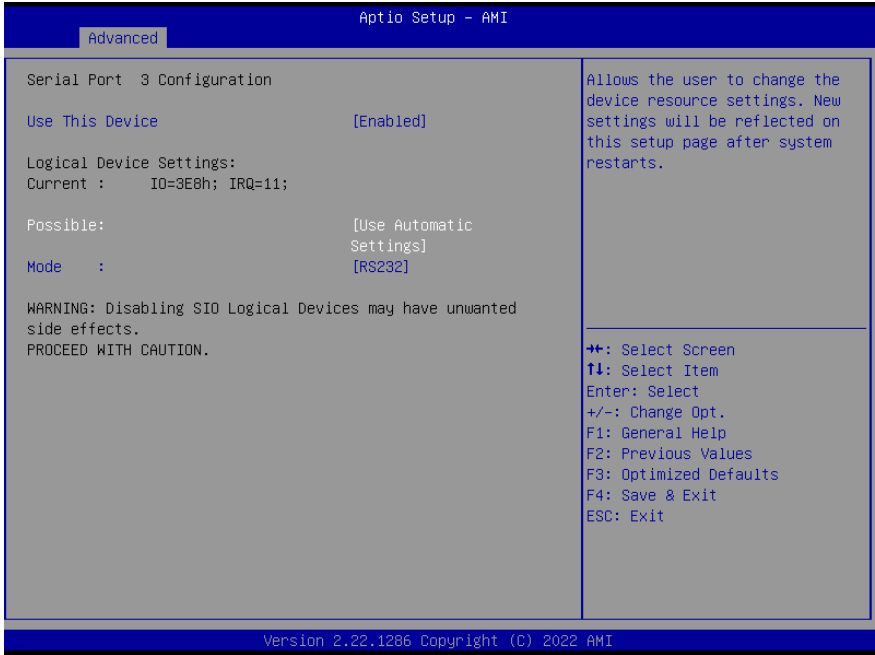 Aptio Setup – AMI
Advanced
Serial Port  3 Configuration
Use This Device [Enabled]
Logical Device Settings:
Current :     IO=3E8h; IRQ=11;
Possible: [Use Automatic
Settings]
Mode    : [RS232]
WARNING: Disabling SIO Logical Devices may have unwanted
side effects.
PROCEED WITH CAUTION.
Allows the user to change the
device resource settings. New
settings will be reflected on
this setup page after system
restarts.
→←: Select Screen
↑↓: Select Item
Enter: Select
+/-: Change Opt.
F1: General Help
F2: Previous Values
F3: Optimized Defaults
F4: Save & Exit
ESC: Exit
Version 2.22.1286 Copyright (C) 2022 AMI